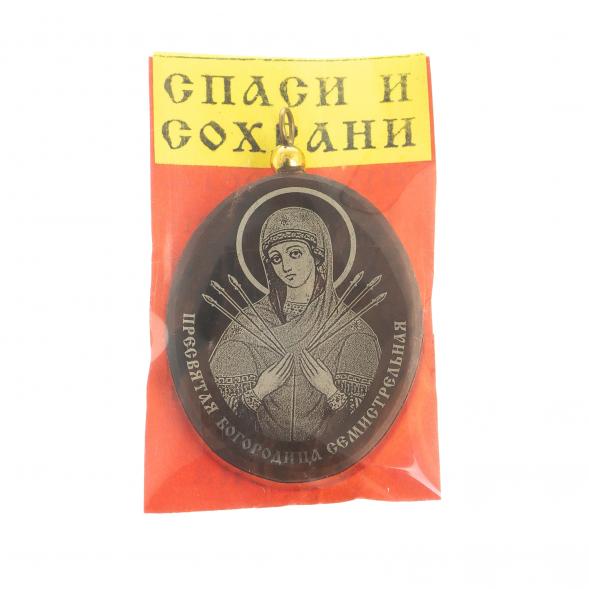 СПАСИ И
СОХРАНИ
ПРЕСВЯТАЯ БОГОРОДИЦА СЕМИСТРЕЛЬНАЯ